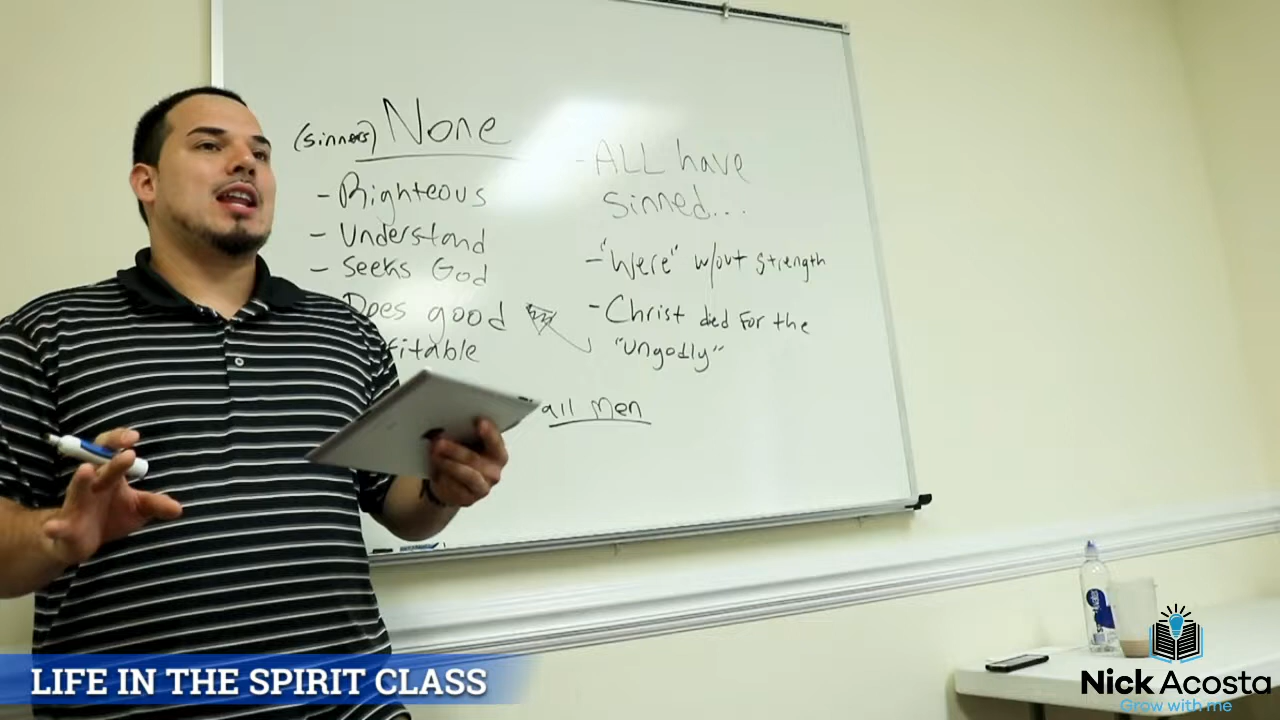 (sinners) None
- Righteous
- Understand
- Seeks God
Does good
fitable
- ALL have
Sinned...
- "Were" w/out strength
- Christ died For the
"Ungodly"
all Men
LIFE IN THE SPIRIT CLASS
Nick Acosta
Grow with me